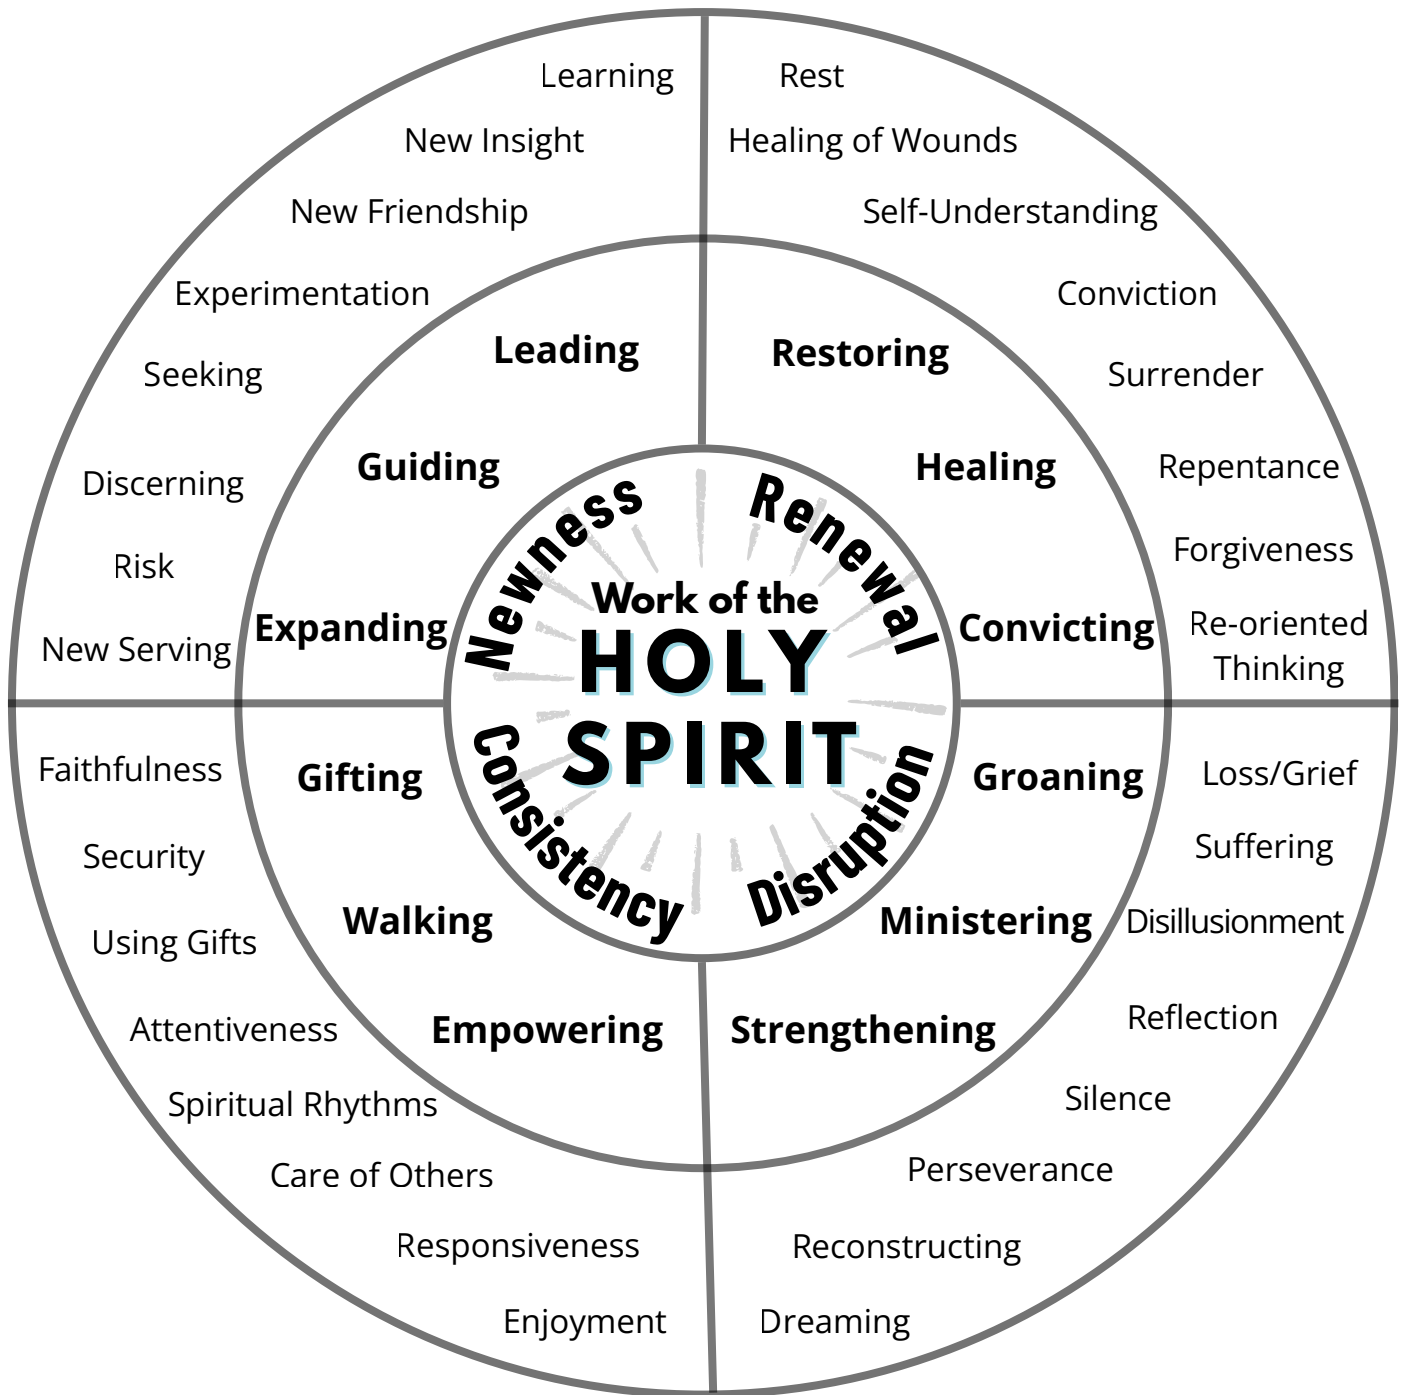 Work of the
HOLY
SPIRIT
Newness
Renewal
Disruption
Consistency
Leading
Guiding
Expanding
Restoring
Healing
Convicting
Groaning
Ministering
Strengthening
Gifting
Walking
Empowering
Learning
New Insight
New Friendship
Experimentation
Seeking
Discerning
Risk
New Serving
Rest
Healing of Wounds
Self-Understanding
Conviction
Surrender
Repentance
Forgiveness
Re-oriented
Thinking
Loss/Grief
Suffering
Disillusionment
Reflection
Silence
Perseverance
Reconstructing
Dreaming
Faithfulness
Security
Using Gifts
Attentiveness
Spiritual Rhythms
Care of Others
Responsiveness
Enjoyment